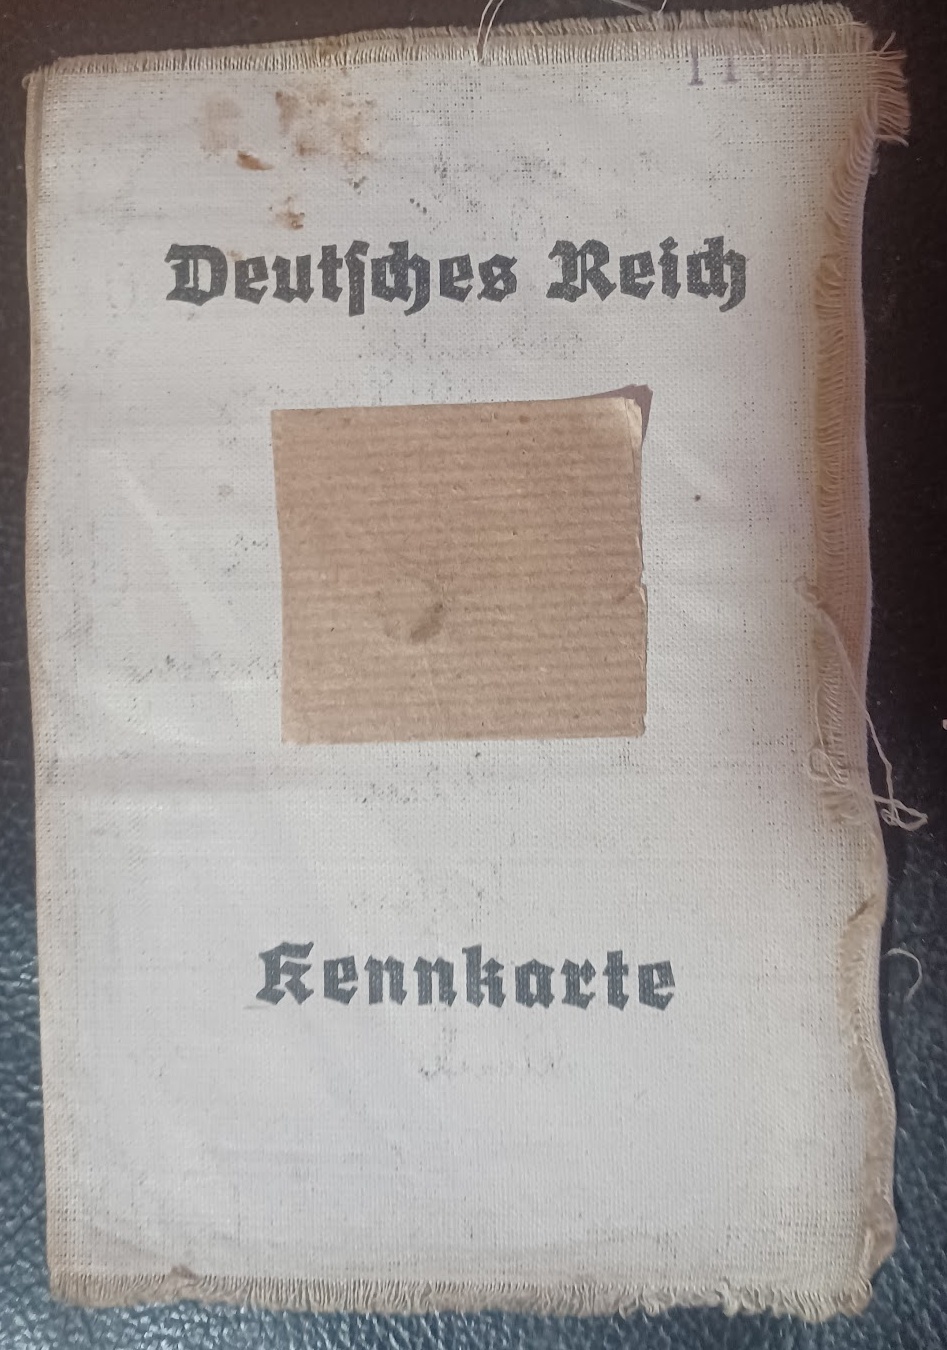 Deutsches Reich
Kennkarte